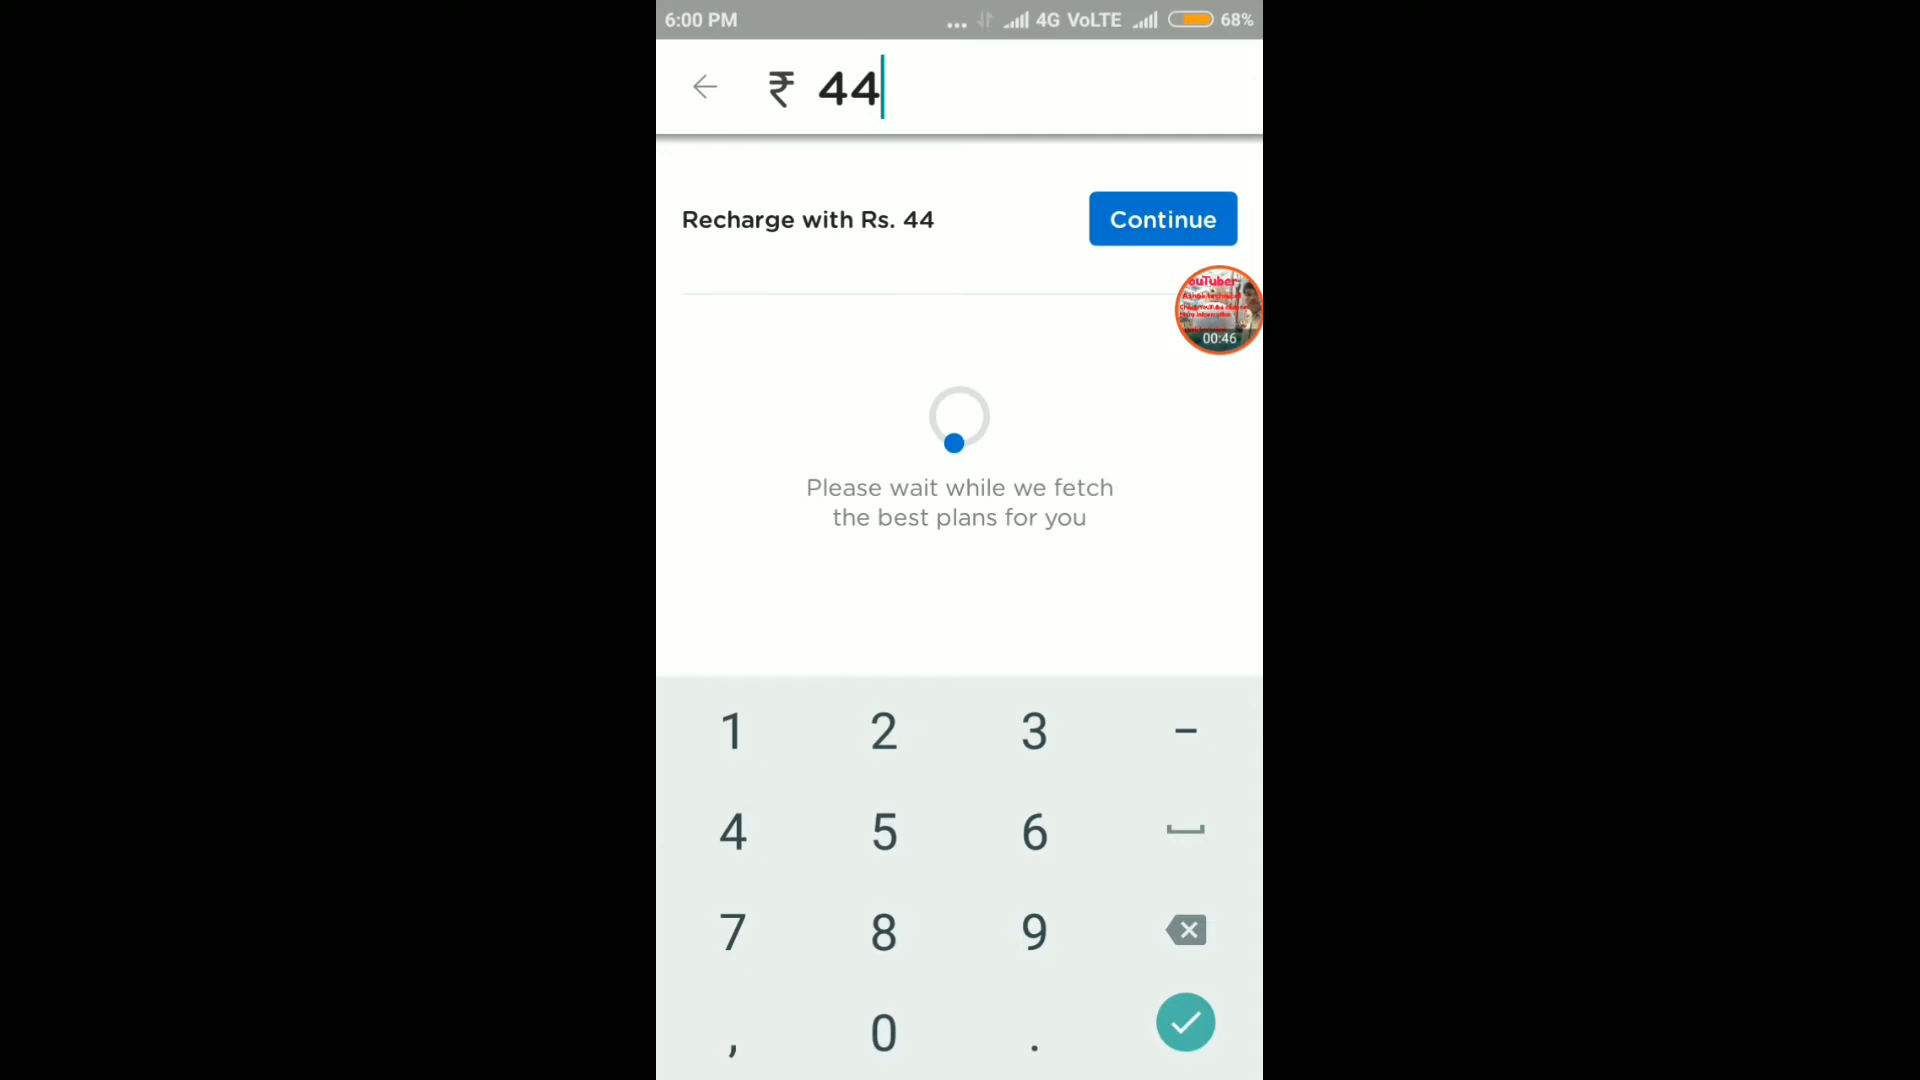 6:00 PM
... 4G VoLTE 68%
₹ 44
Recharge with Rs. 44
Continue
ouTuber
00:46
Please wait while we fetch
the best plans for you
1 2 3 -
4 5 6
7 8 9
, 0 .